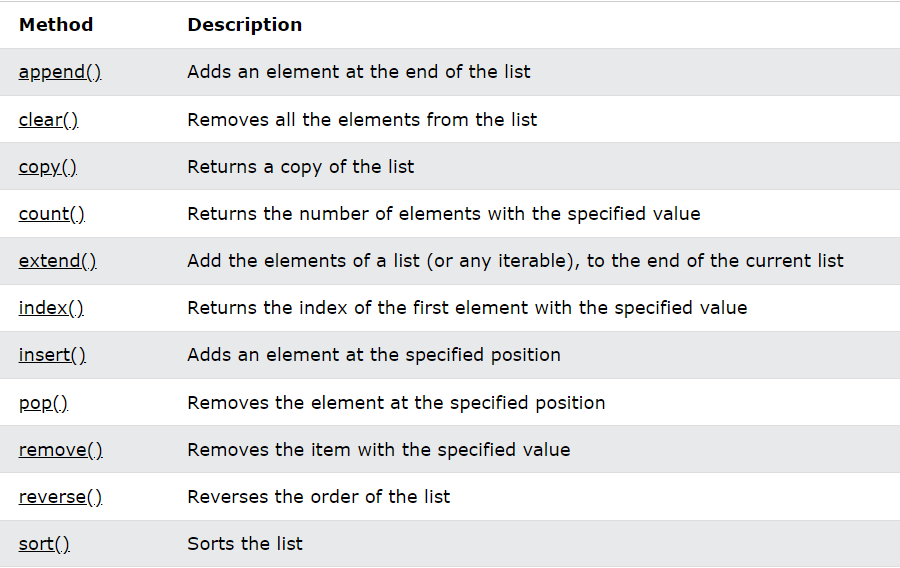 Method Description
append() Adds an element at the end of the list
clear() Removes all the elements from the list
copy() Returns a copy of the list
count() Returns the number of elements with the specified value
extend() Add the elements of a list (or any iterable), to the end of the current list
index() Returns the index of the first element with the specified value
insert() Adds an element at the specified position
pop() Removes the element at the specified position
remove() Removes the item with the specified value
reverse() Reverses the order of the list
sort() Sorts the list